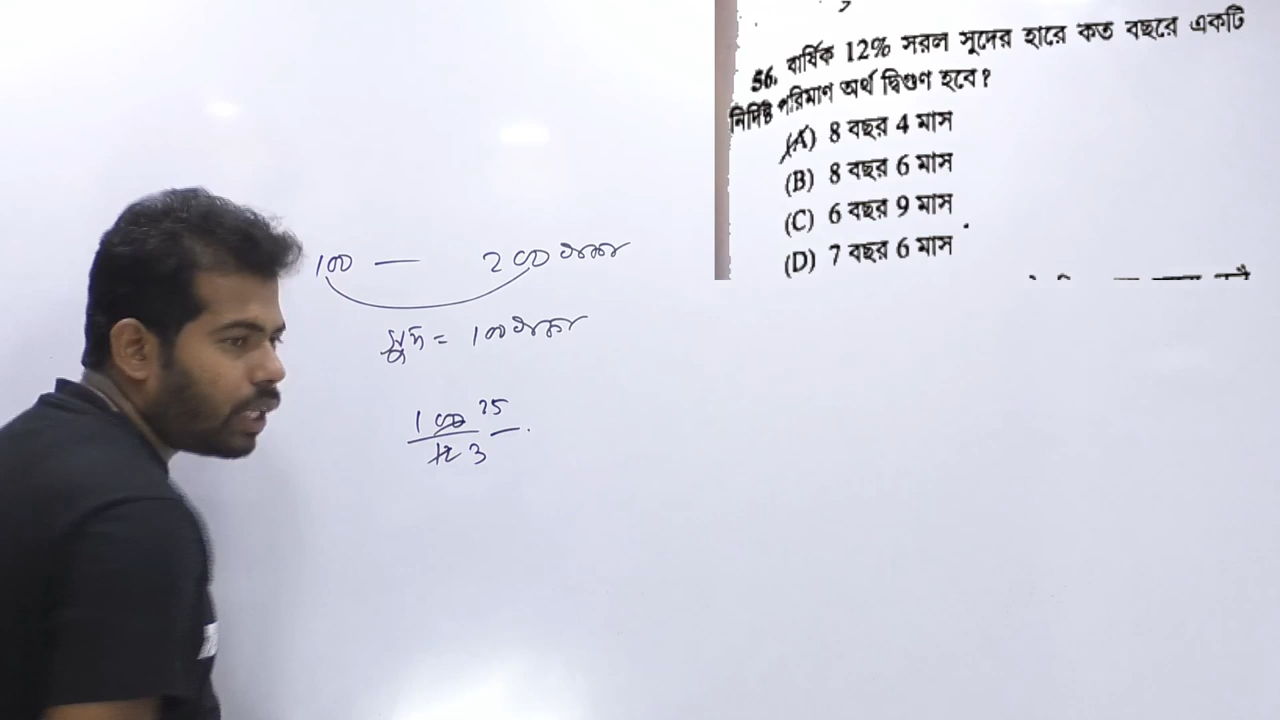 56. বার্ষিক 12% সরল সুদের হারে কত বছরে একটি
নির্দিষ্ট পরিমাণ অর্থ দ্বিগুণ হবে?
(A) 8 বছর 4 মাস
(B) 8 বছর 6 মাস
(C) 6 বছর 9 মাস
(D) 7 বছর 6 মাস
100 — 200 টাকা
সুদ = 100 টাকা
100 25
12 3